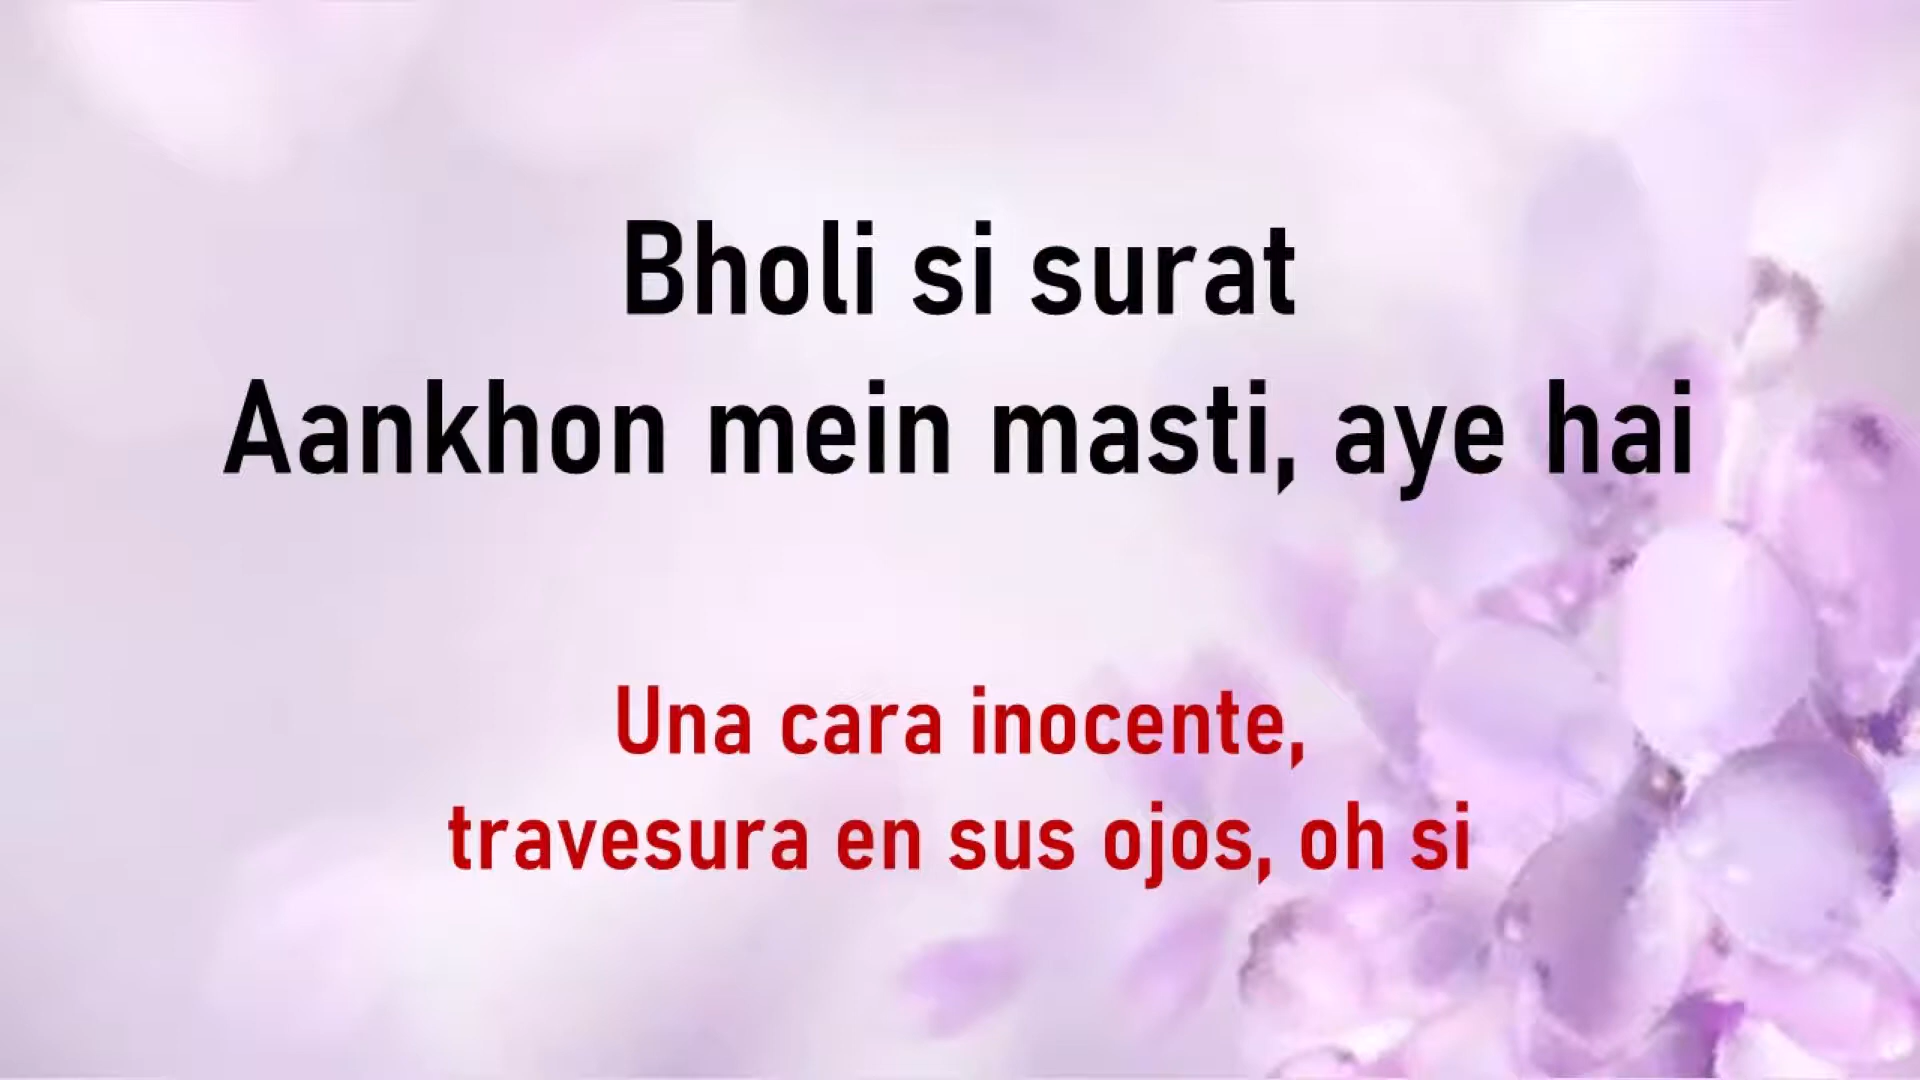 Bholi si surat
Aankhon mein masti, aye hai
Una cara inocente,
travesura en sus ojos, oh si